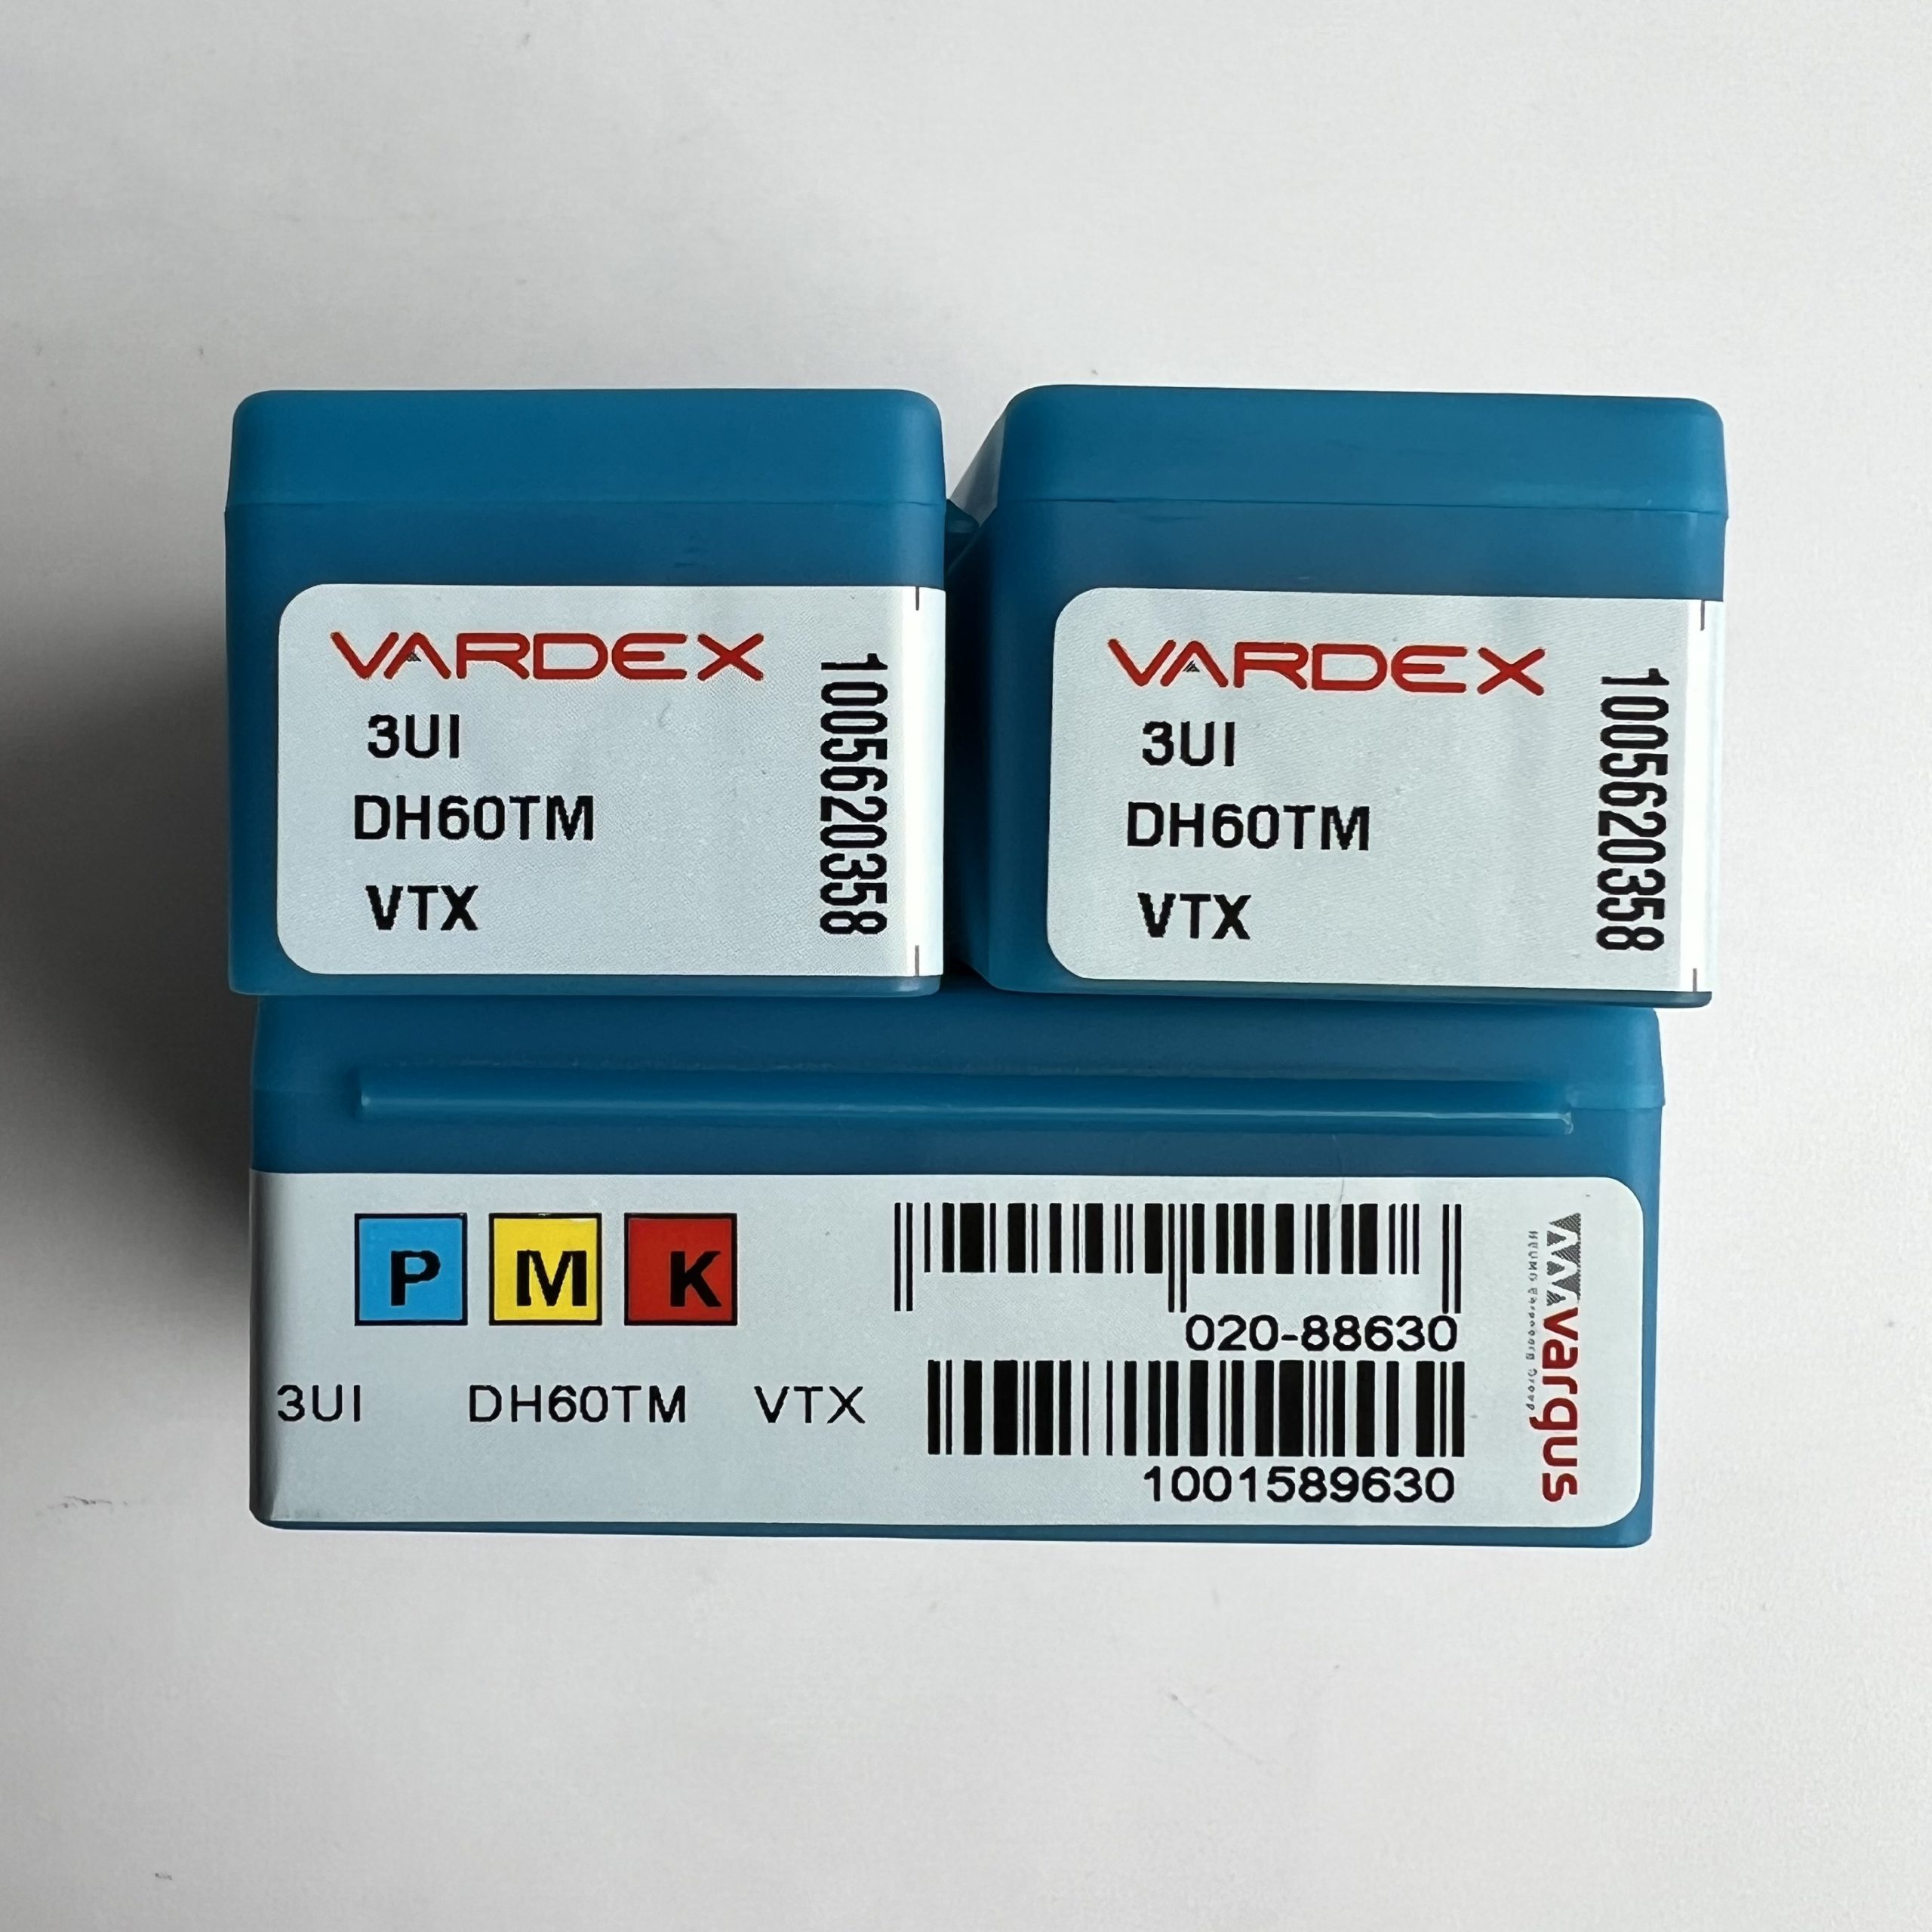 VARDEX
3UI
DH60TM
VTX
1005620358
VARDEX
3UI
DH60TM
VTX
1005620358
P M K
020-88630
3UI DH60TM VTX
1001589630
vargus